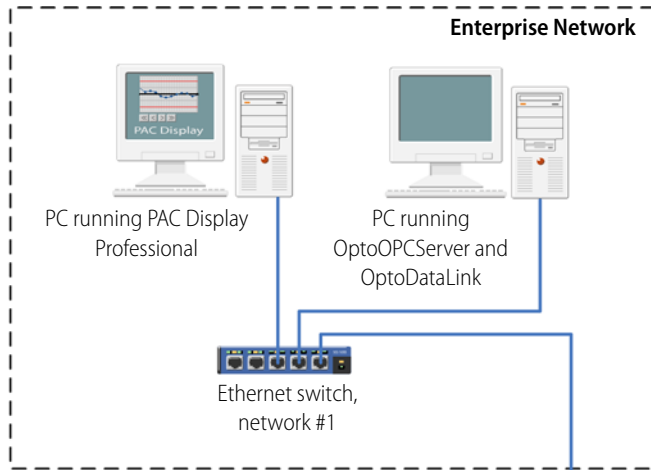 Enterprise Network
PAC Display
PC running PAC Display
Professional
PC running
OptoOPCServer and
OptoDataLink
Ethernet switch,
network #1